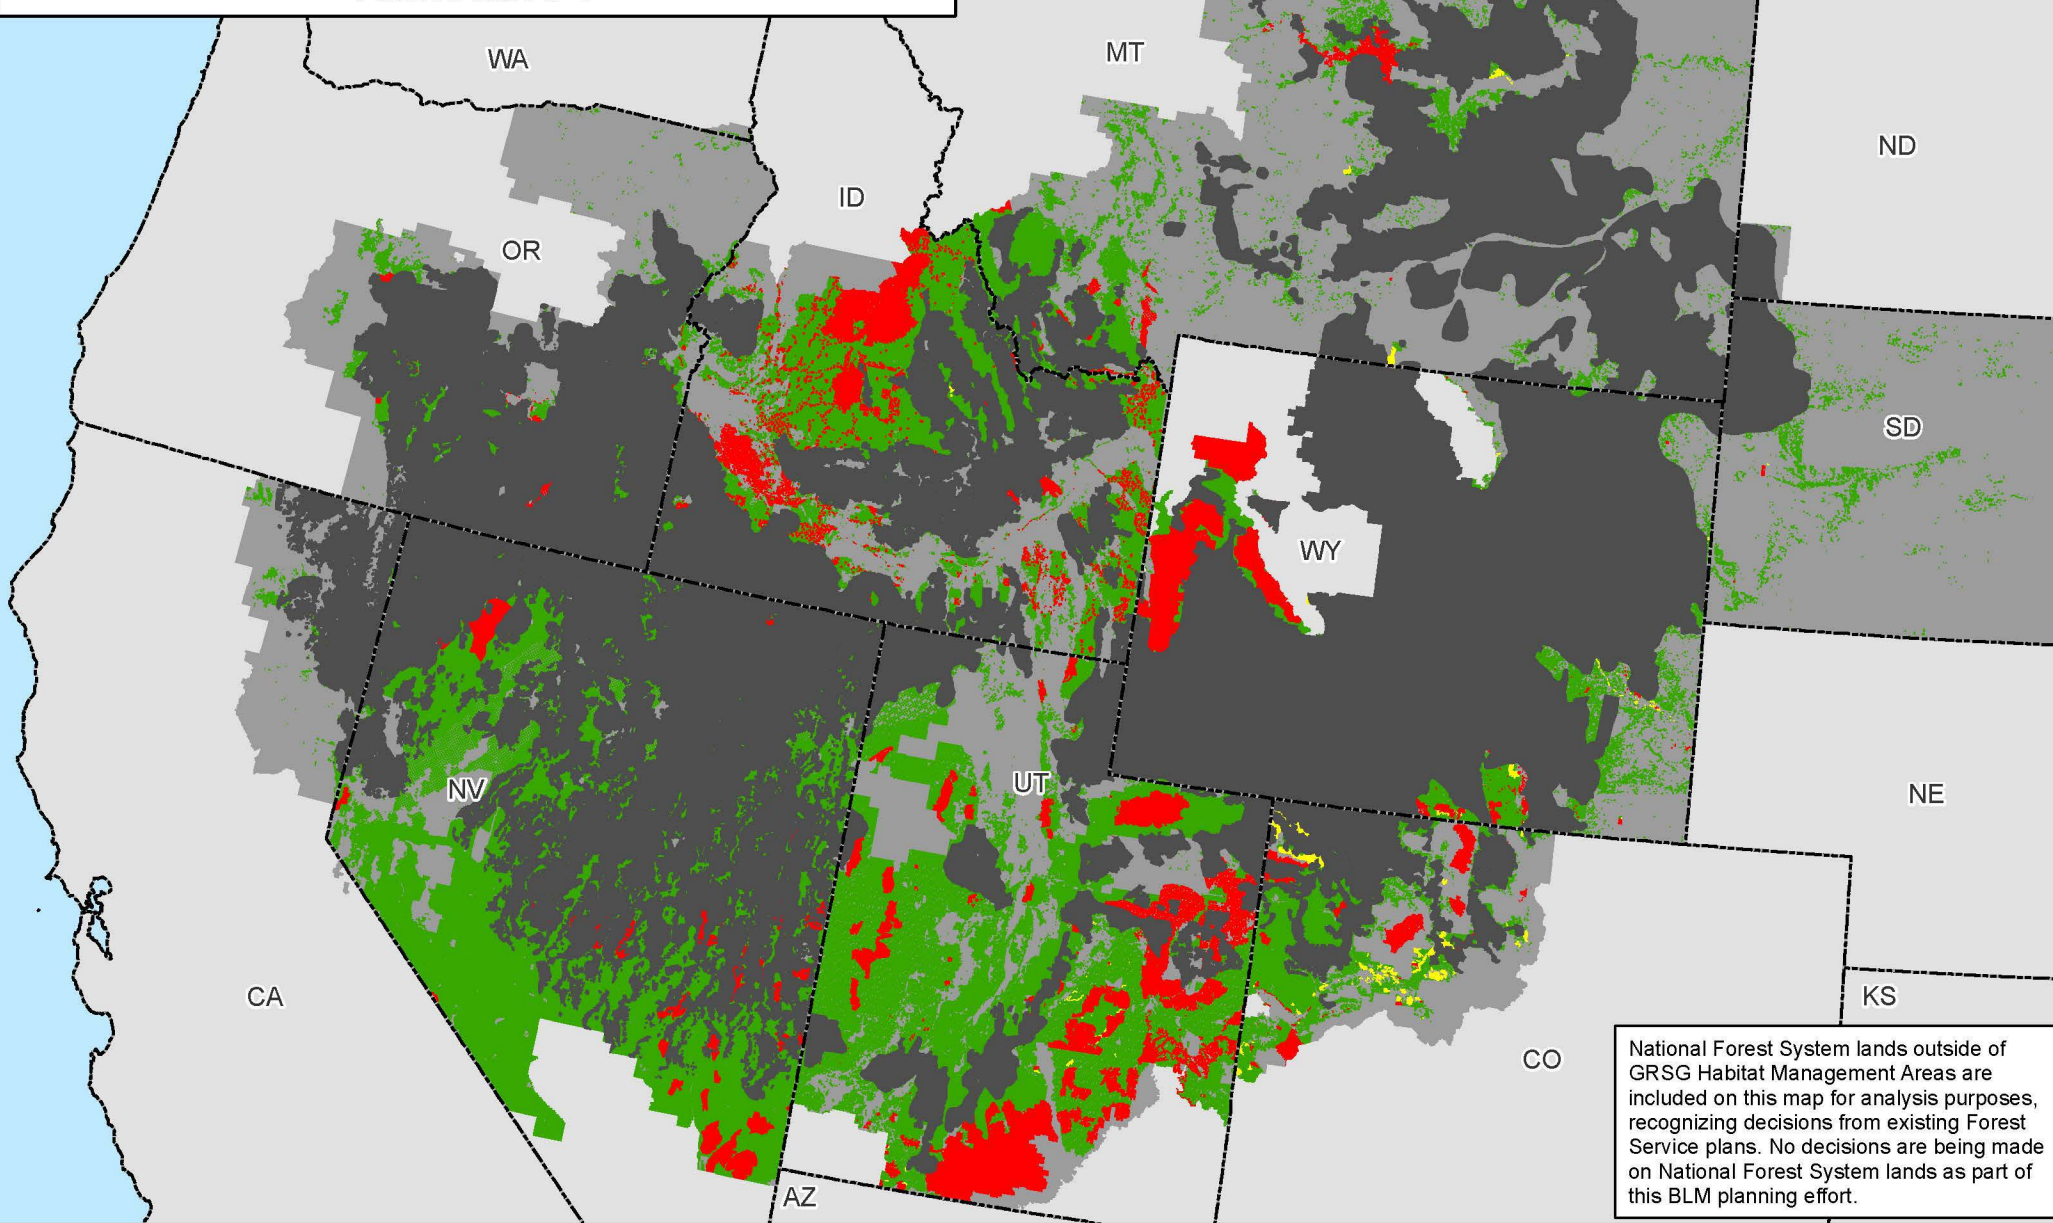 WA
MT
ND
ID
OR
SD
WY
NV
UT
NE
CA
KS
CO
AZ
National Forest System lands outside of
GRSG Habitat Management Areas are
included on this map for analysis purposes,
recognizing decisions from existing Forest
Service plans. No decisions are being made
on National Forest System lands as part of
this BLM planning effort.